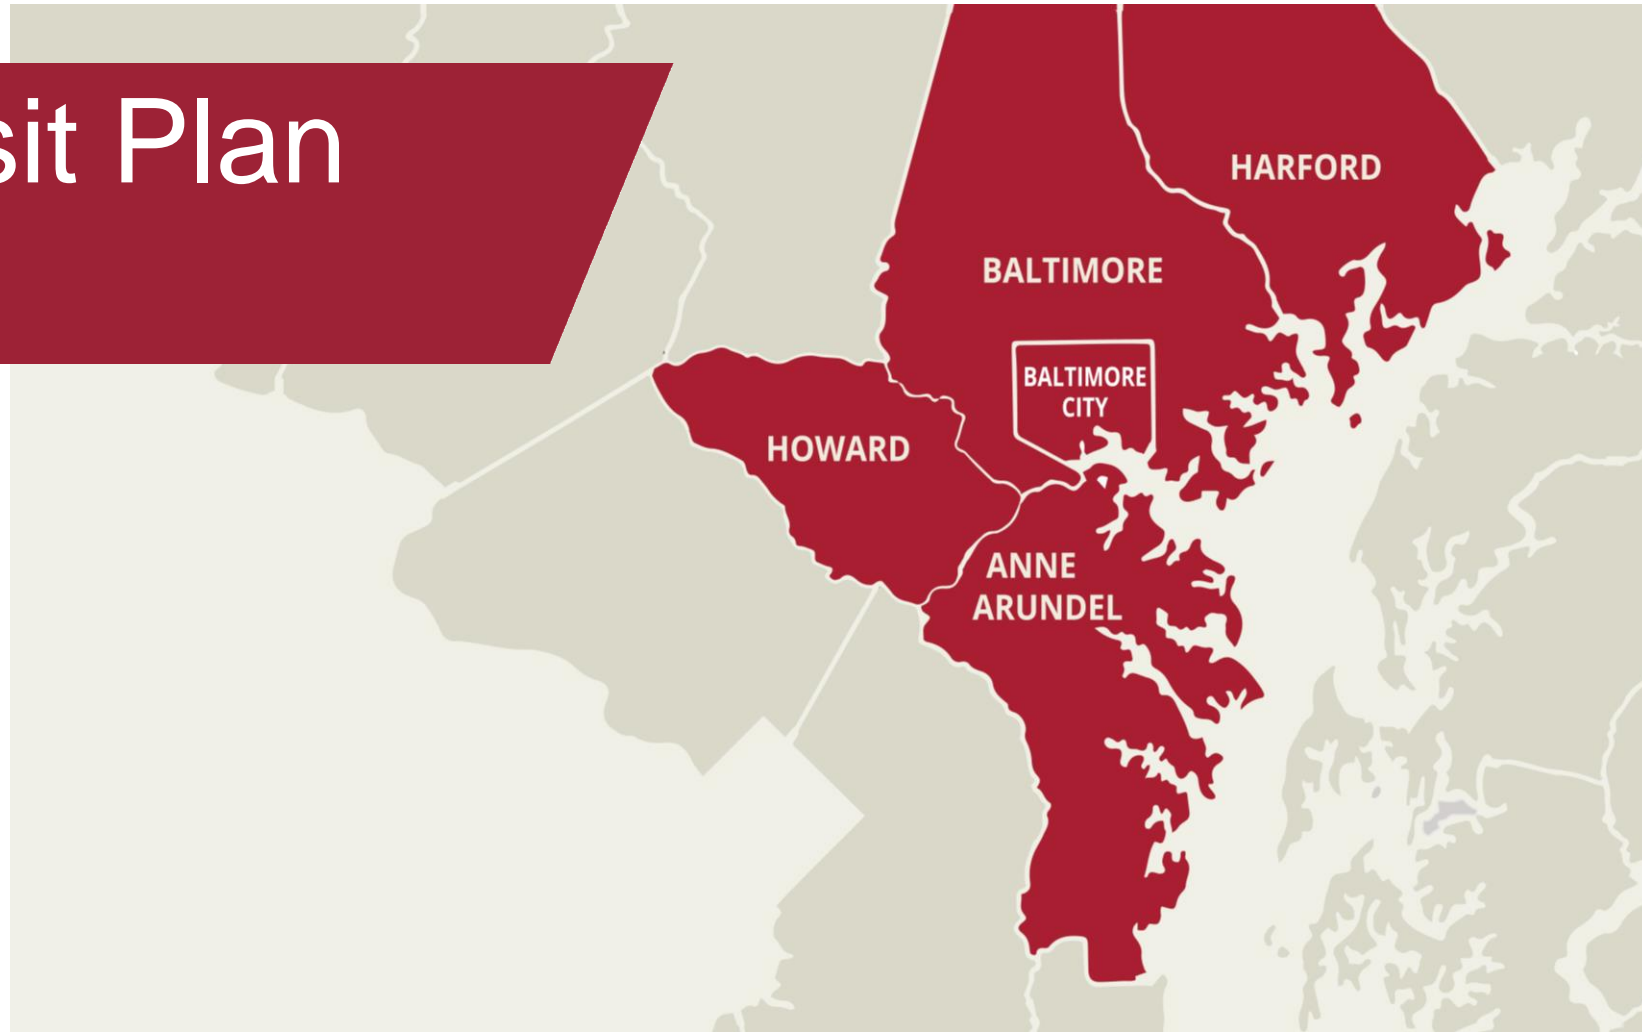 sit Plan
HARFORD
BALTIMORE
BALTIMORE
CITY
HOWARD
ANNE
ARUNDEL